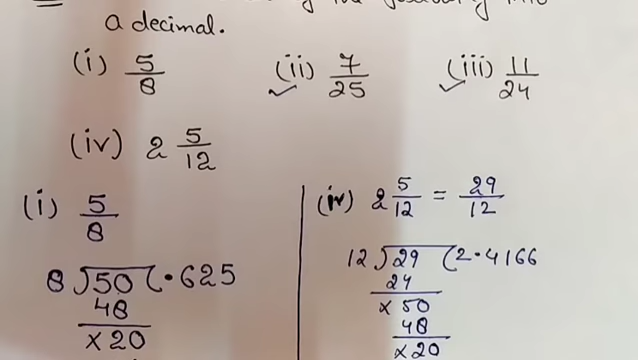 a decimal.
(i) 5/8 (ii) 7/25 (iii) 11/24
(iv) 2 5/12
(i) 5/8
8)50(.625
48
x20
(iv) 2 5/12 = 29/12
12)29(2.4166
24
x50
48
x20